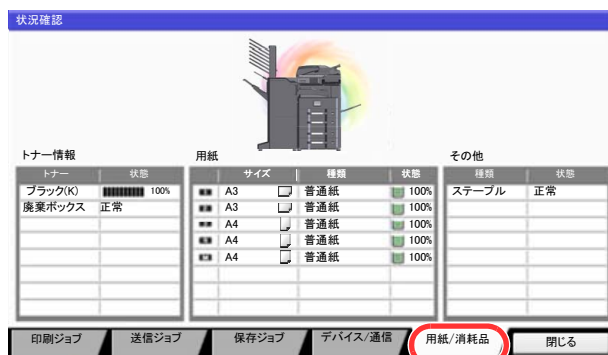 状況確認
トナー情報
トナー 状態
ブラック(K) 100%
廃棄ボックス 正常
用紙
サイズ 種類 状態
A3 普通紙 100%
A3 普通紙 100%
A4 普通紙 100%
A4 普通紙 100%
A4 普通紙 100%
その他
種類 状態
ステープル 正常
印刷ジョブ 送信ジョブ 保存ジョブ デバイス/通信 用紙/消耗品 閉じる